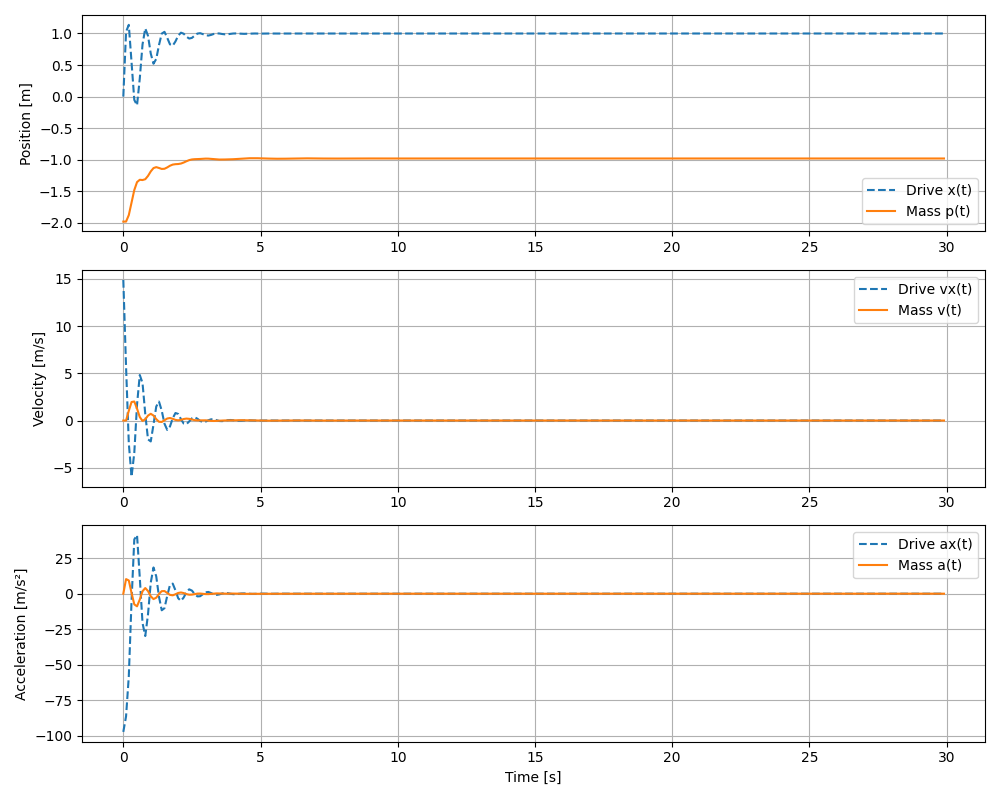 1.0
0.5
0.0
−0.5
−1.0
−1.5
−2.0
Position [m]
Drive x(t)
Mass p(t)
0 5 10 15 20 25 30
15
10
5
0
−5
Velocity [m/s]
Drive vx(t)
Mass v(t)
0 5 10 15 20 25 30
25
0
−25
−50
−75
−100
Acceleration [m/s²]
Drive ax(t)
Mass a(t)
0 5 10 15 20 25 30
Time [s]